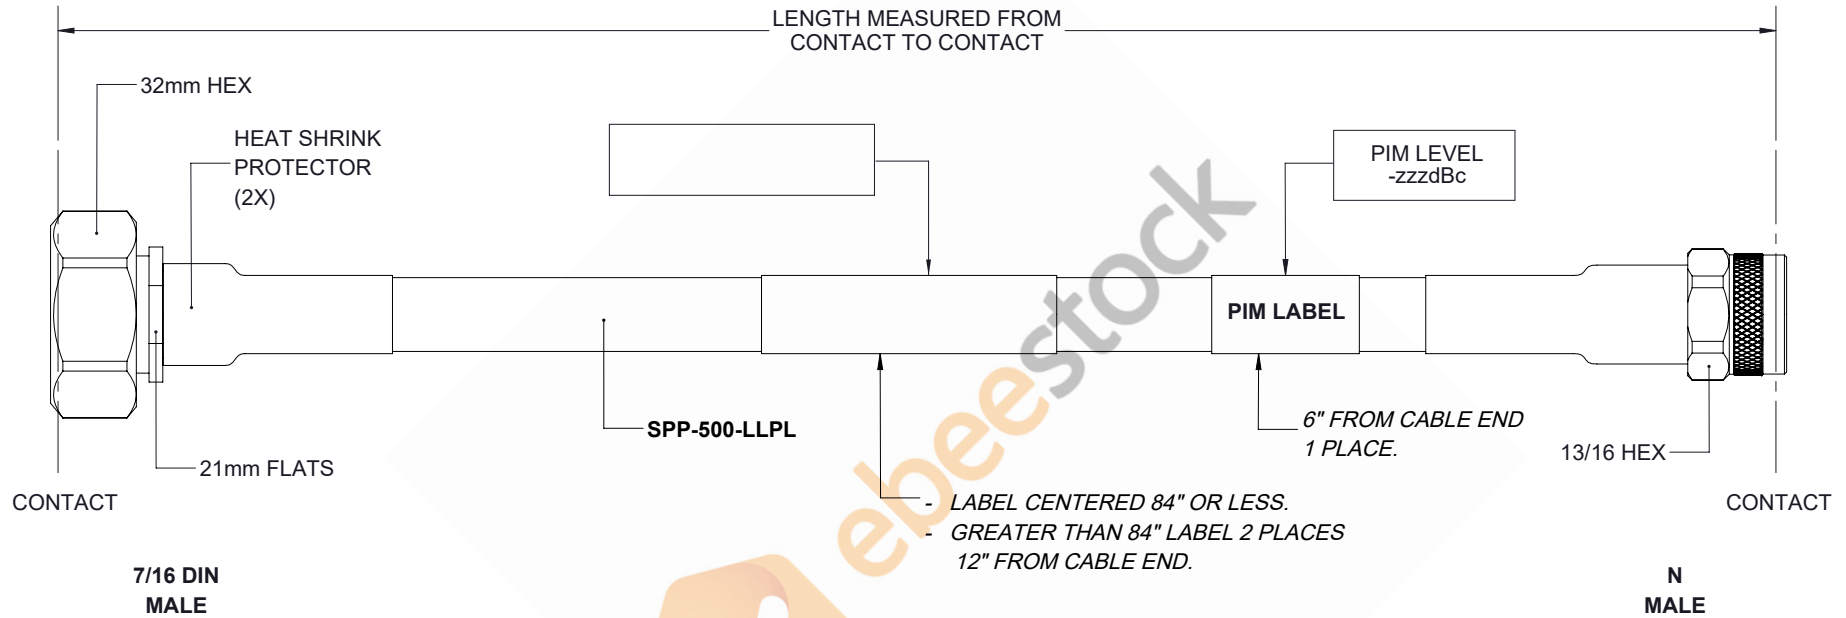 LENGTH MEASURED FROM
CONTACT TO CONTACT
32mm HEX
HEAT SHRINK
PROTECTOR
(2X)
PIM LEVEL
-zzzdBc
PIM LABEL
SPP-500-LLPL
6" FROM CABLE END
1 PLACE.
13/16 HEX
21mm FLATS
CONTACT
CONTACT
- LABEL CENTERED 84" OR LESS.
- GREATER THAN 84" LABEL 2 PLACES
12" FROM CABLE END.
7/16 DIN
MALE
N
MALE
ebeestock